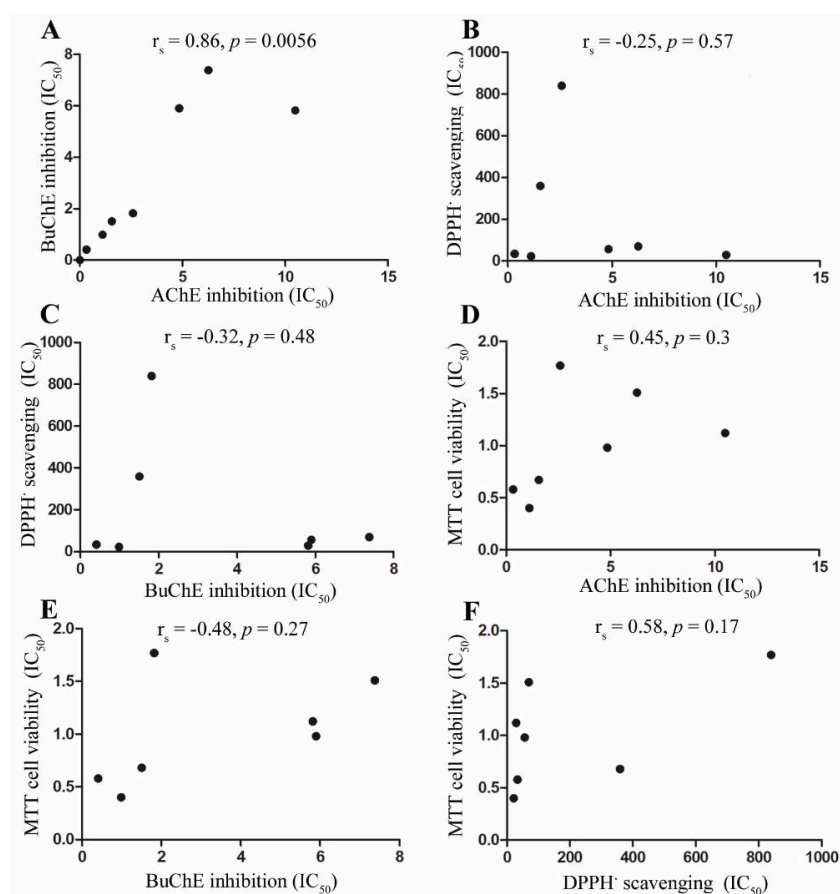 A
r_s = 0.86, p = 0.0056
BuChE inhibition (IC50)
8
6
4
2
0
0
5
10
15
AChE inhibition (IC50)
B
r_s = -0.25, p = 0.57
DPPH· scavenging (IC50)
1000
800
600
400
200
0
0
5
10
15
AChE inhibition (IC50)
C
r_s = -0.32, p = 0.48
DPPH· scavenging (IC50)
1000
800
600
400
200
0
0
2
4
6
8
BuChE inhibition (IC50)
D
r_s = 0.45, p = 0.3
MTT cell viability (IC50)
2.0
1.5
1.0
0.5
0.0
0
5
10
15
AChE inhibition (IC50)
E
r_s = -0.48, p = 0.27
MTT cell viability (IC50)
2.0
1.5
1.0
0.5
0.0
0
2
4
6
8
BuChE inhibition (IC50)
F
r_s = 0.58, p = 0.17
MTT cell viability (IC50)
2.0
1.5
1.0
0.5
0.0
0
200
400
600
800
1000
DPPH· scavenging (IC50)